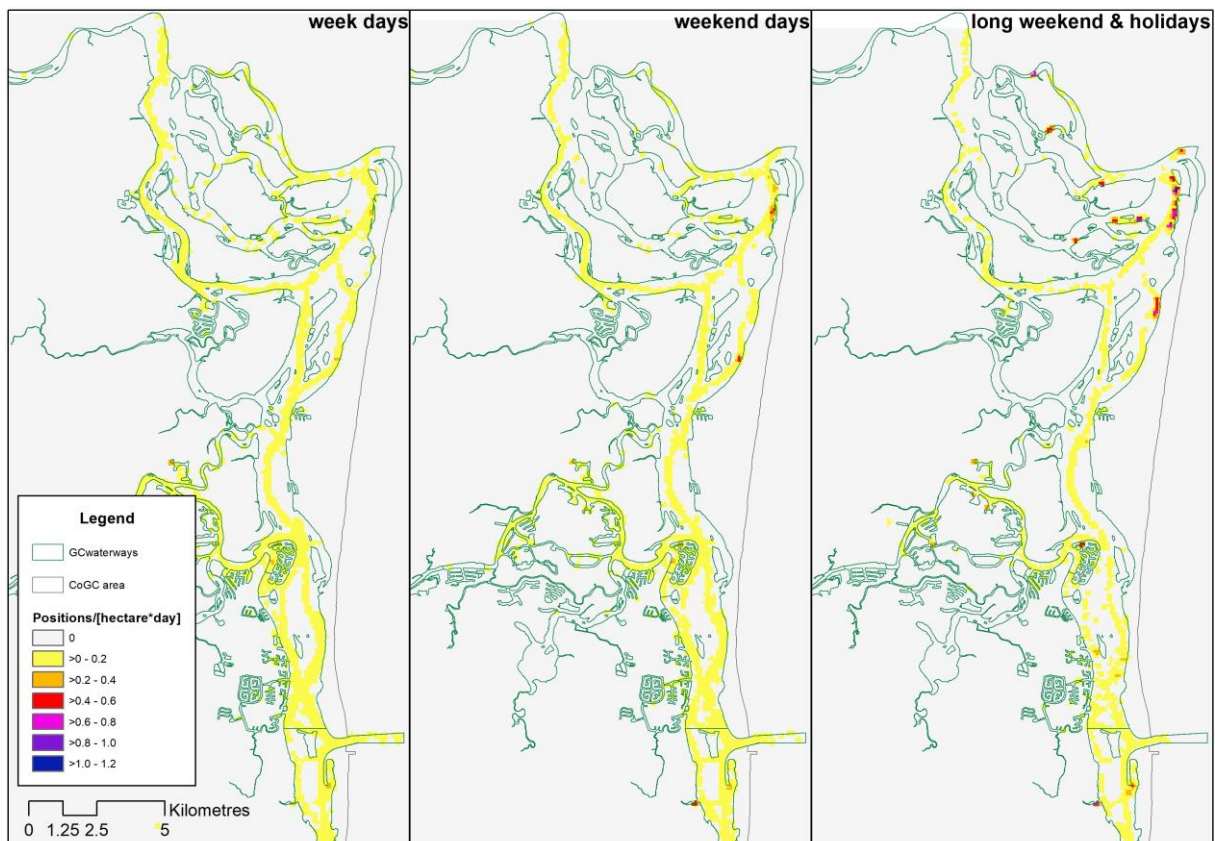 week days
weekend days
long weekend & holidays
Legend
GCwaterways
CoGC area
Positions/[hectare*day]
0
>0 - 0.2
>0.2 - 0.4
>0.4 - 0.6
>0.6 - 0.8
>0.8 - 1.0
>1.0 - 1.2
Kilometres
0 1.25 2.5 5